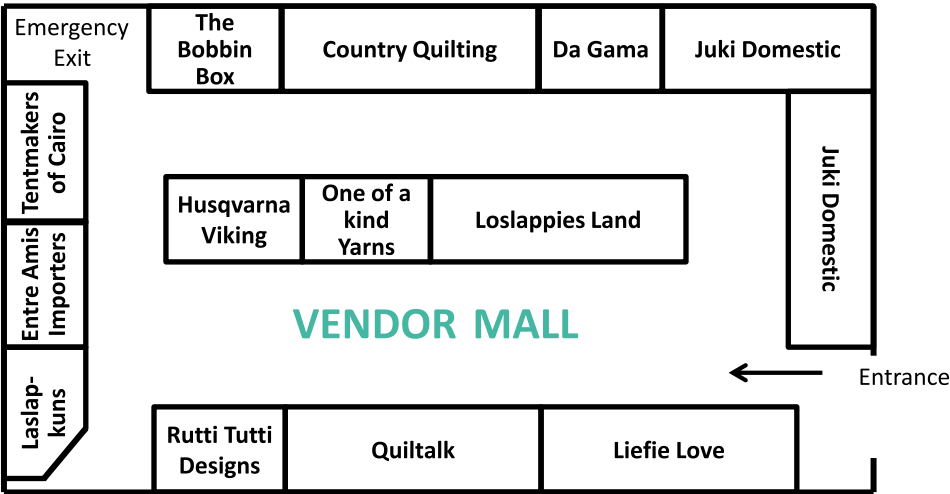 Emergency
Exit
The
Bobbin
Box
Country Quilting
Da Gama
Juki Domestic
Tentmakers
of Cairo
Juki Domestic
Husqvarna
Viking
One of a
kind
Yarns
Loslappies Land
Entre Amis
Importers
VENDOR MALL
Entrance
Laslap-
kuns
Rutti Tutti
Designs
Quiltalk
Liefie Love